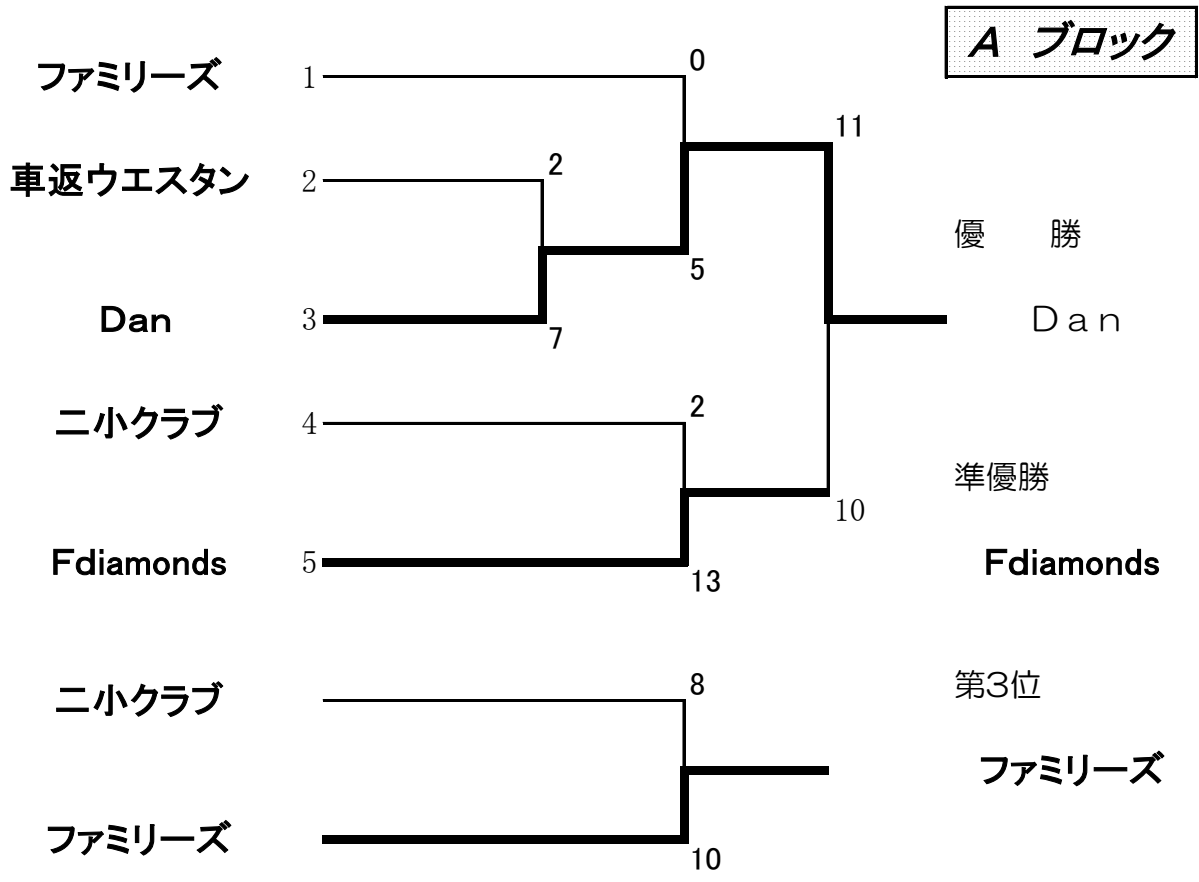 A ブロック
0
ファミリーズ 1
11
車返ウエスタン 2
2
優 勝
5
Dan 3
Dan
7
2
二小クラブ 4
準優勝
10
Fdiamonds 5
Fdiamonds
13
8
第3位
二小クラブ
ファミリーズ
ファミリーズ
10